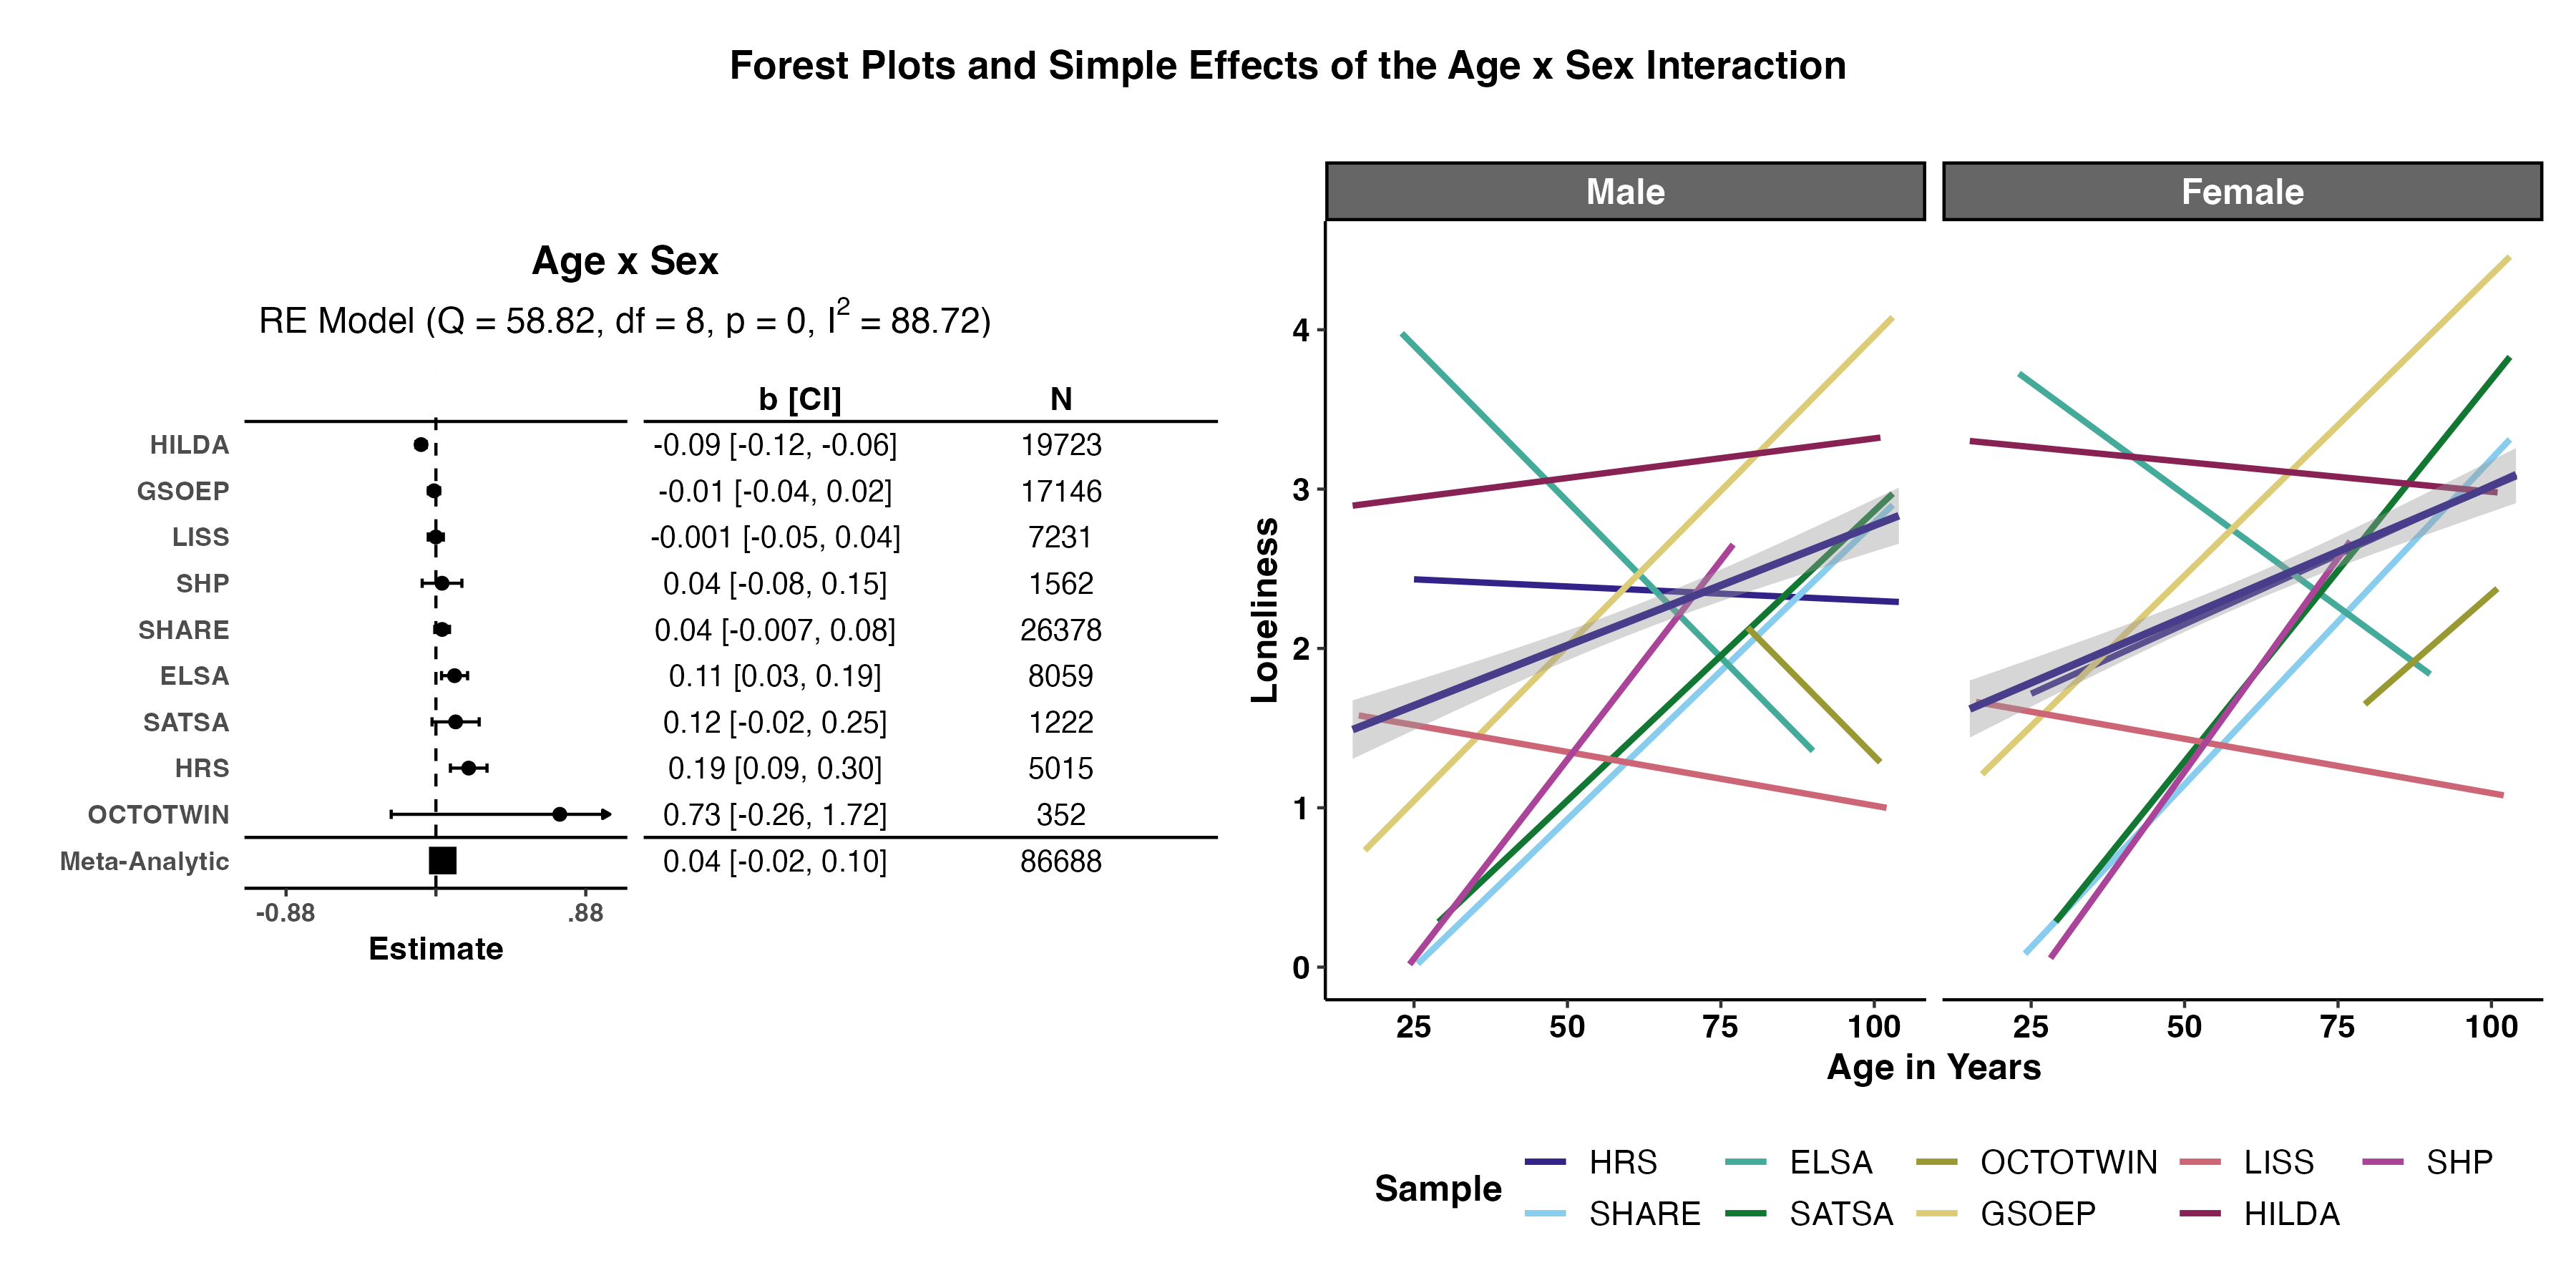 Forest Plots and Simple Effects of the Age x Sex Interaction
Age x Sex
RE Model (Q = 58.82, df = 8, p = 0, I² = 88.72)
b [CI] N
HILDA -0.09 [-0.12, -0.06] 19723
GSOEP -0.01 [-0.04, 0.02] 17146
LISS -0.001 [-0.05, 0.04] 7231
SHP 0.04 [-0.08, 0.15] 1562
SHARE 0.04 [-0.007, 0.08] 26378
ELSA 0.11 [0.03, 0.19] 8059
SATSA 0.12 [-0.02, 0.25] 1222
HRS 0.19 [0.09, 0.30] 5015
OCTOTWIN 0.73 [-0.26, 1.72] 352
Meta-Analytic 0.04 [-0.02, 0.10] 86688
-0.88 .88
Estimate
Male Female
Loneliness
4
3
2
1
0
25 50 75 100 25 50 75 100
Age in Years
Sample
HRS ELSA OCTOTWIN LISS SHP
SHARE SATSA GSOEP HILDA